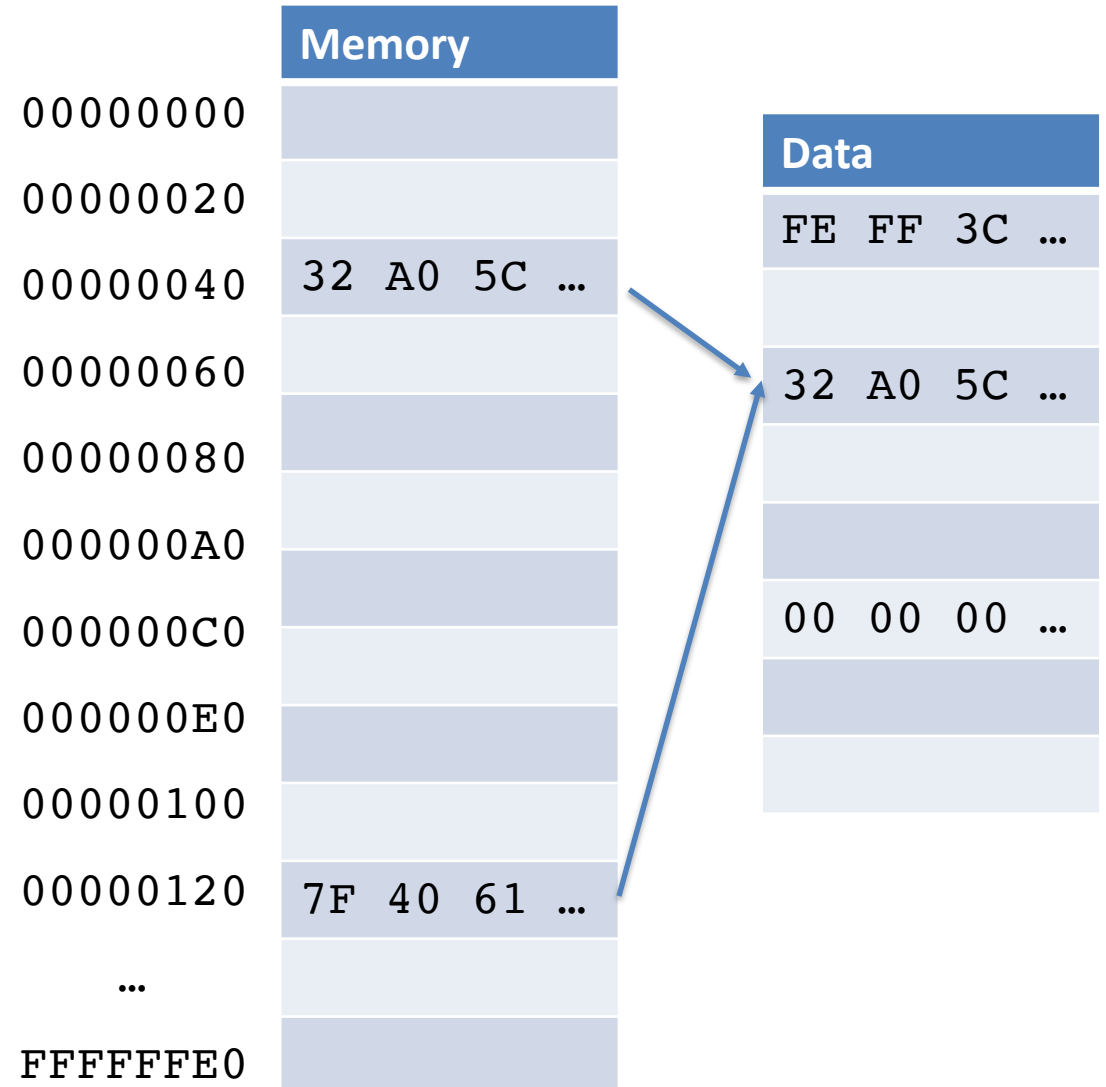 Memory
00000000
00000020
00000040 32 A0 5C …
00000060
00000080
000000A0
000000C0
000000E0
00000100
00000120 7F 40 61 …
…
FFFFFFE0
Data
FE FF 3C …
32 A0 5C …
00 00 00 …